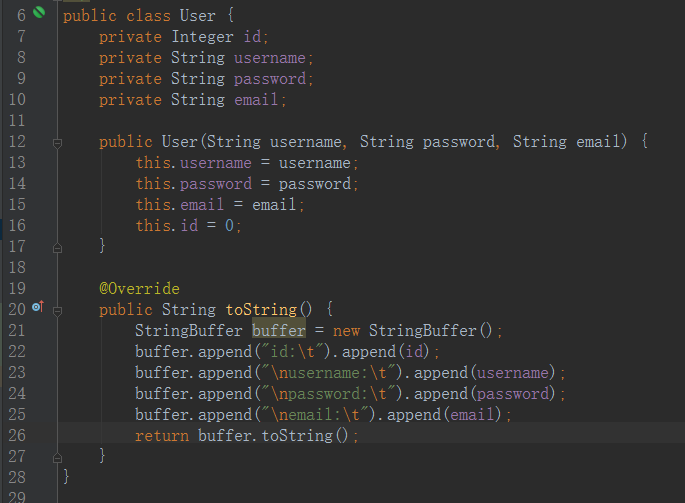 6 public class User {
7 private Integer id;
8 private String username;
9 private String password;
10 private String email;
11
12 public User(String username, String password, String email) {
13 this.username = username;
14 this.password = password;
15 this.email = email;
16 this.id = 0;
17 }
18
19 @Override
20 public String toString() {
21 StringBuffer buffer = new StringBuffer();
22 buffer.append("id:\t").append(id);
23 buffer.append("\nusername:\t").append(username);
24 buffer.append("\npassword:\t").append(password);
25 buffer.append("\nemail:\t").append(email);
26 return buffer.toString();
27 }
28 }
29